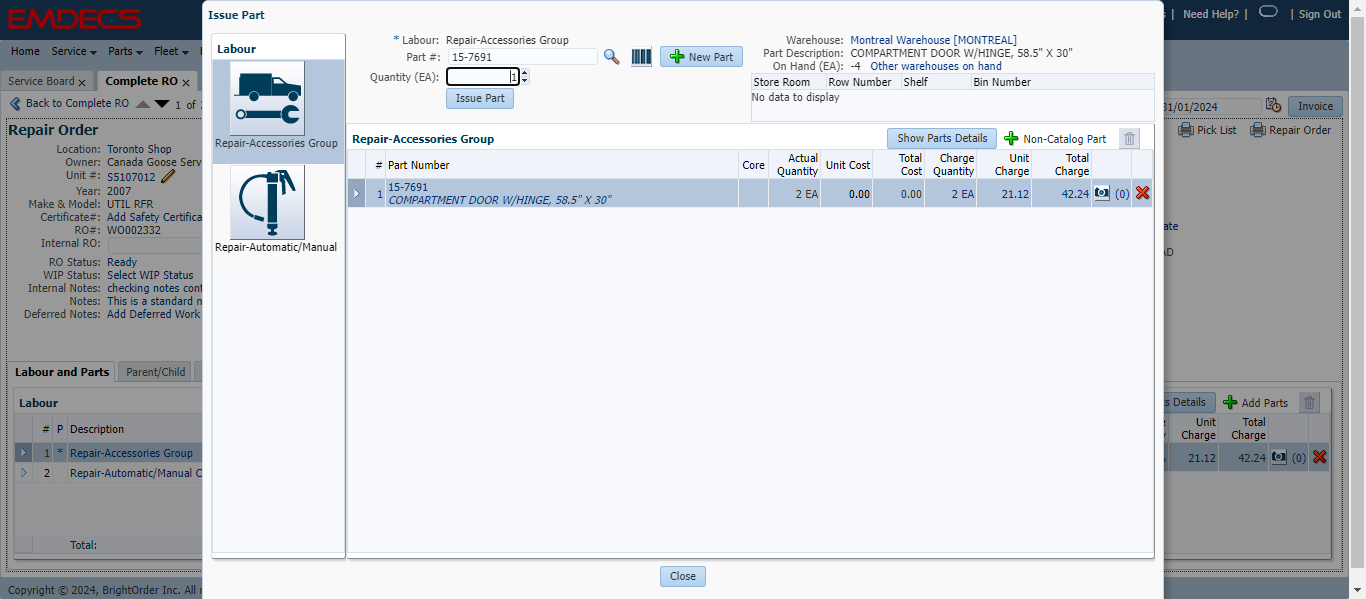 EMDECS
Need Help? | | Sign Out
Home Service Parts Fleet
Service Board x Complete RO x
Back to Complete RO 1 of
31/01/2024 Invoice
Repair Order
Pick List Repair Order
Location: Toronto Shop
Owner: Canada Goose Serv
Unit #: S5107012
Year: 2007
Make & Model: UTIL RFR
Certificate#: Add Safety Certifica
RO#: WO002332
Internal RO:
RO Status: Ready
WIP Status: Select WIP Status
Internal Notes: checking notes cont
Notes: This is a standard n
Deferred Notes: Add Deferred Work
Labour and Parts Parent/Child
Labour
# P Description
1 * Repair-Accessories Group
2 Repair-Automatic/Manual C
Total:
Copyright © 2024, BrightOrder Inc. All r
Issue Part
Labour
Repair-Accessories Group
Repair-Automatic/Manual
* Labour: Repair-Accessories Group
Part #: 15-7691 New Part
Quantity (EA): 1
Issue Part
Warehouse: Montreal Warehouse [MONTREAL]
Part Description: COMPARTMENT DOOR W/HINGE, 58.5" X 30"
On Hand (EA): -4 Other warehouses on hand
Store Room Row Number Shelf Bin Number
No data to display
Repair-Accessories Group Show Parts Details Non-Catalog Part
# Part Number Core Actual Quantity Unit Cost Total Cost Charge Quantity Unit Charge Total Charge
1 15-7691 2 EA 0.00 0.00 2 EA 21.12 42.24 (0)
COMPARTMENT DOOR W/HINGE, 58.5" X 30"
Close
ate
AD
s Details Add Parts
Unit Charge Total Charge
21.12 42.24 (0)